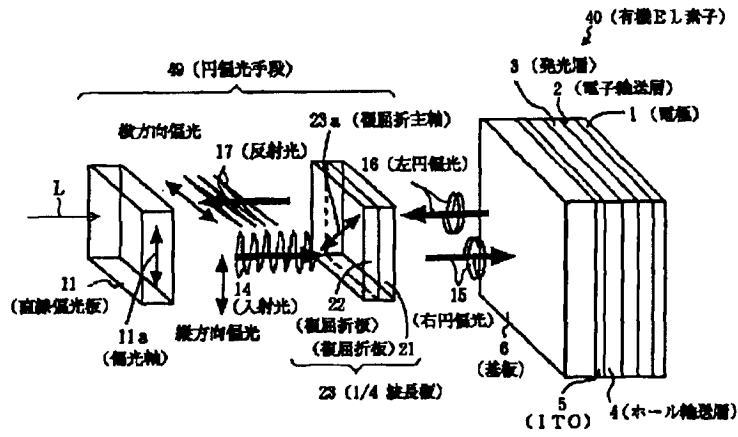 40 (有機EL素子)
49 (円偏光手段)
3 (発光層)
2 (電子輸送層)
1 (電極)
23a (複屈折主軸)
横方向偏光
17 (反射光)
16 (左円偏光)
L
11
(直線偏光板)
11a
(偏光軸)
14
(入射光)
縦方向偏光
22
(複屈折板)
(複屈折板) 21
23 (1/4 波長板)
15
(右円偏光)
6
(基板)
5
(ITO)
4 (ホール輸送層)